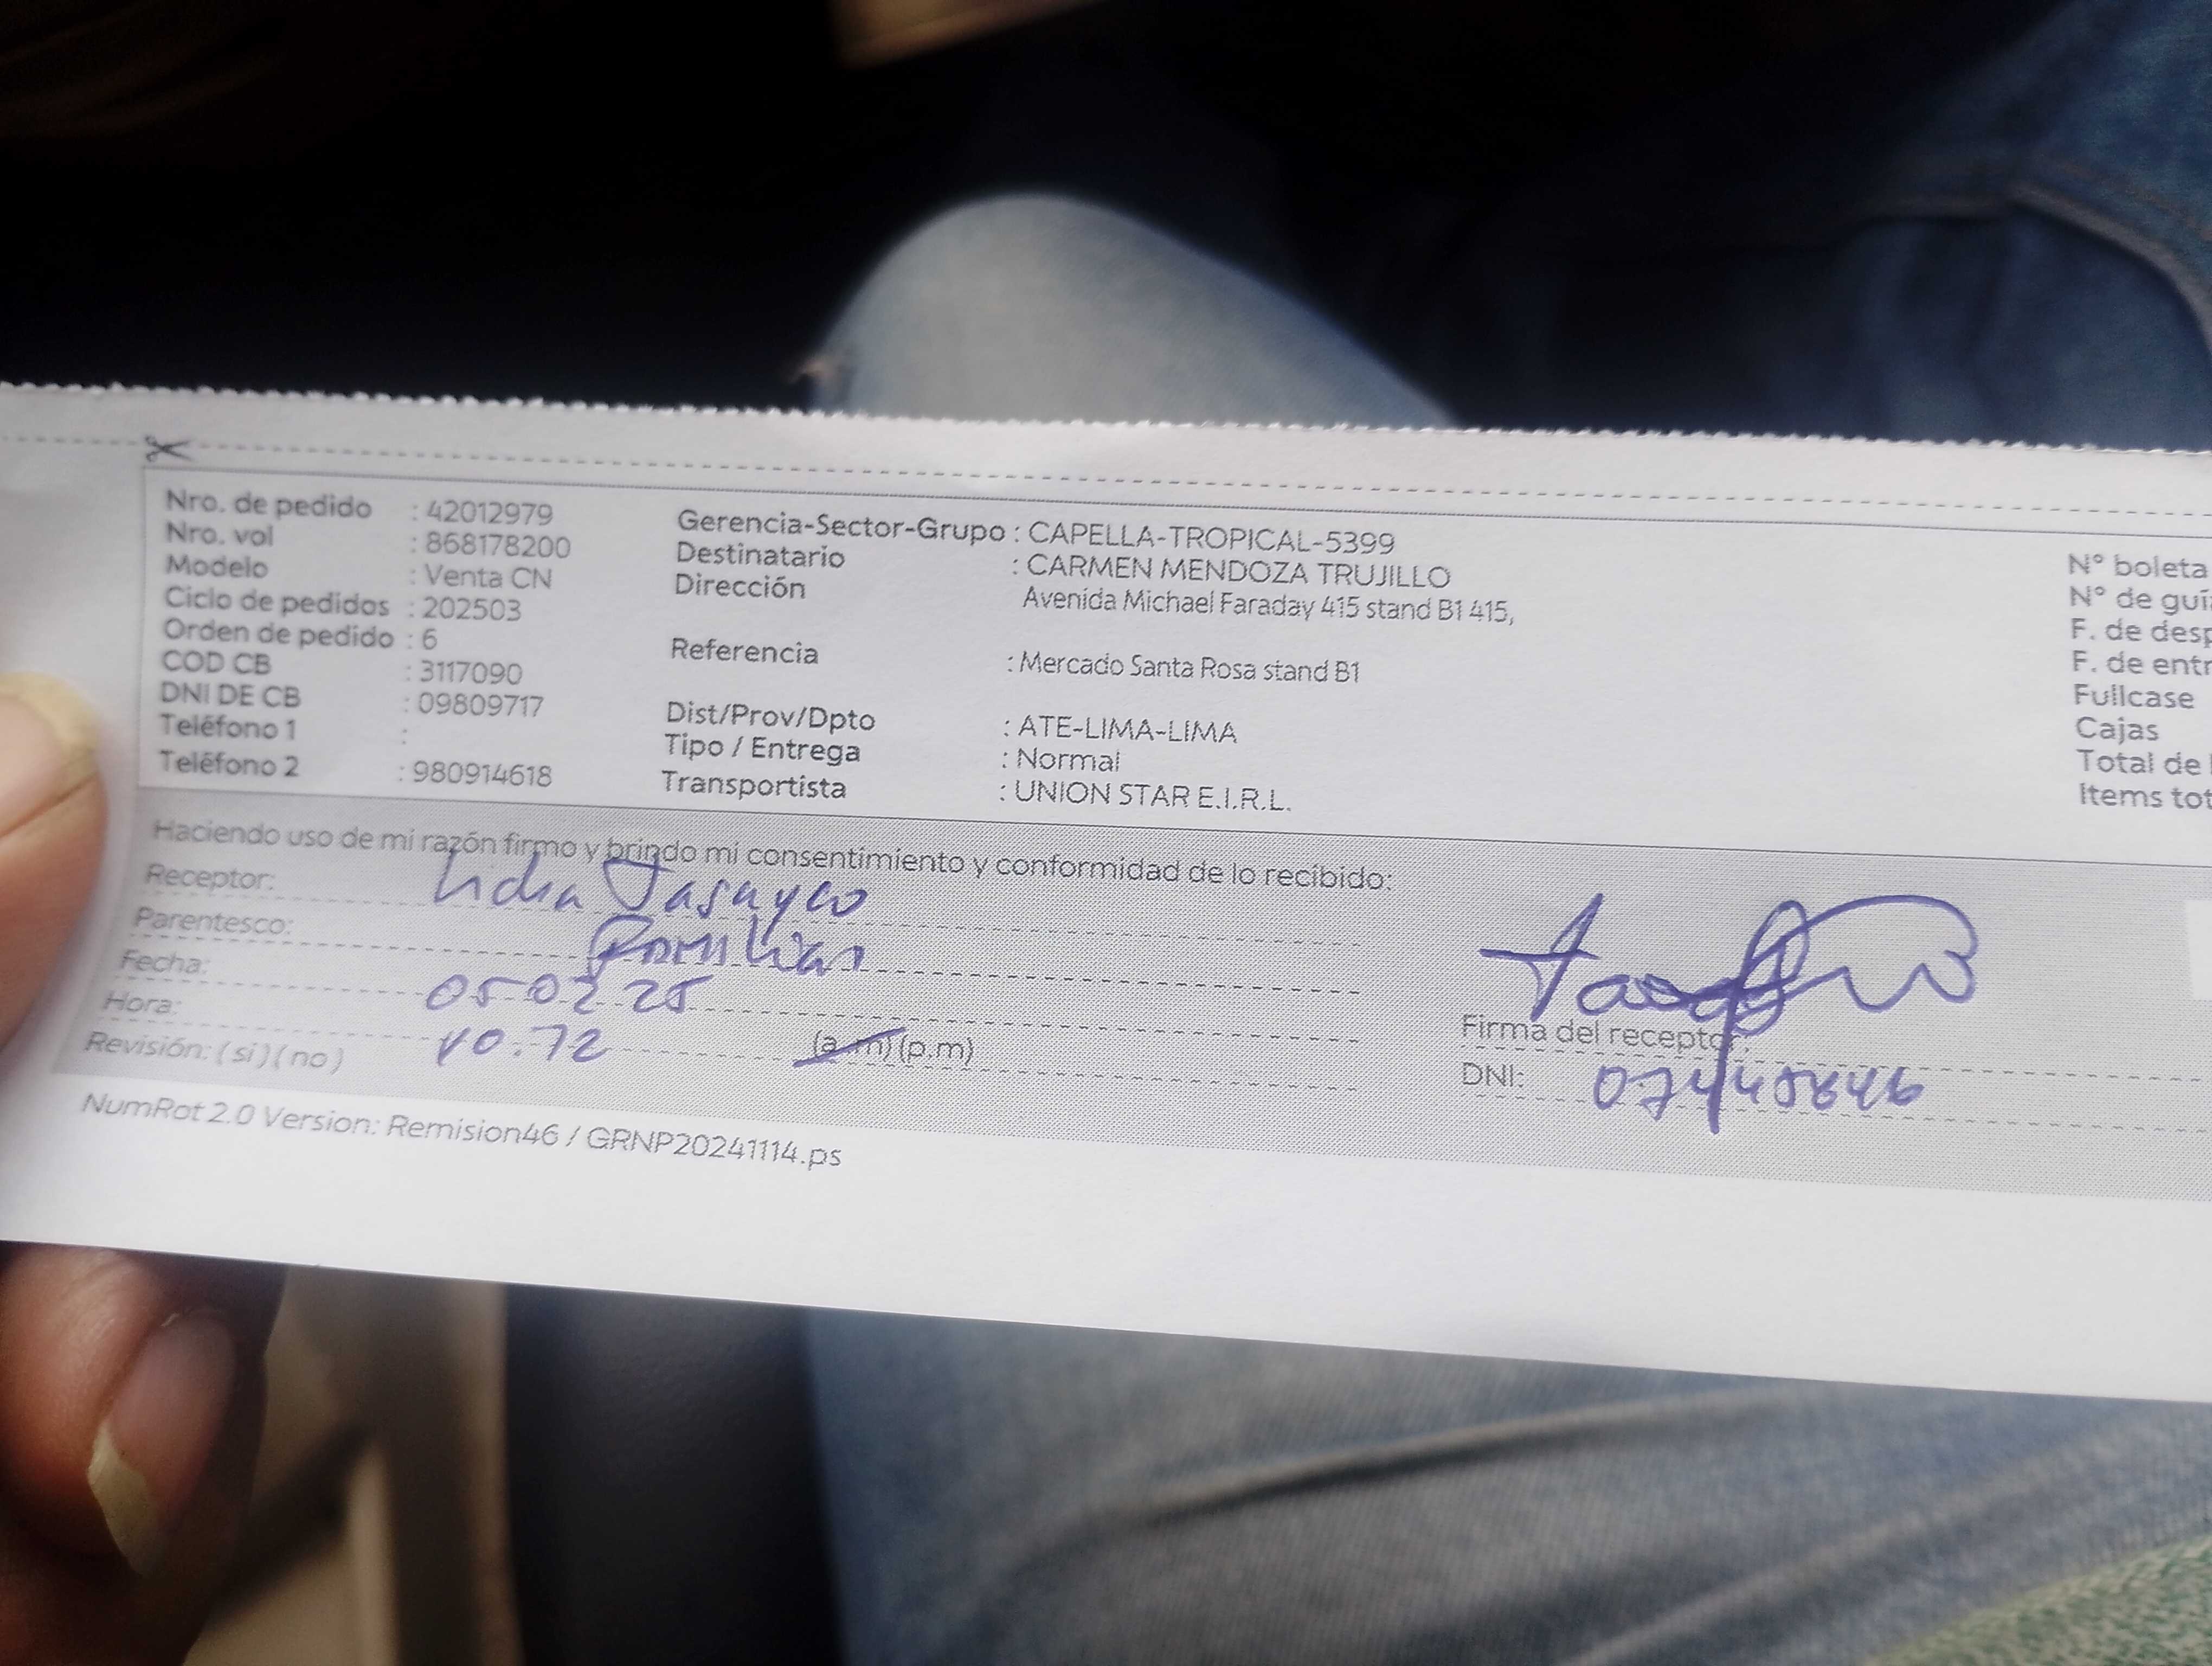 Nro. de pedido : 42012979
Nro. vol : 868178200
Modelo : Venta CN
Ciclo de pedidos : 202503
Orden de pedido : 6
COD CB : 3117090
DNI DE CB : 09809717
Teléfono 1 :
Teléfono 2 : 980914618
Gerencia-Sector-Grupo : CAPELLA-TROPICAL-5399
Destinatario : CARMEN MENDOZA TRUJILLO
Dirección Avenida Michael Faraday 415 stand B1 415,
Referencia : Mercado Santa Rosa stand B1
Dist/Prov/Dpto : ATE-LIMA-LIMA
Tipo / Entrega : Normal
Transportista : UNION STAR E.I.R.L.
N° boleta
N° de guí
F. de desp
F. de entr
Fullcase
Cajas
Total de
Items tot
Haciendo uso de mi razón firmo y brindo mi consentimiento y conformidad de lo recibido:
Receptor: Lidia Tasayco
Parentesco:
Fecha: 05 02 25
Hora: (a.m) (p.m)
Revisión: ( si ) ( no )
Firma del receptor:
DNI:
NumRot 2.0 Version: Remision46 / GRNP20241114.ps